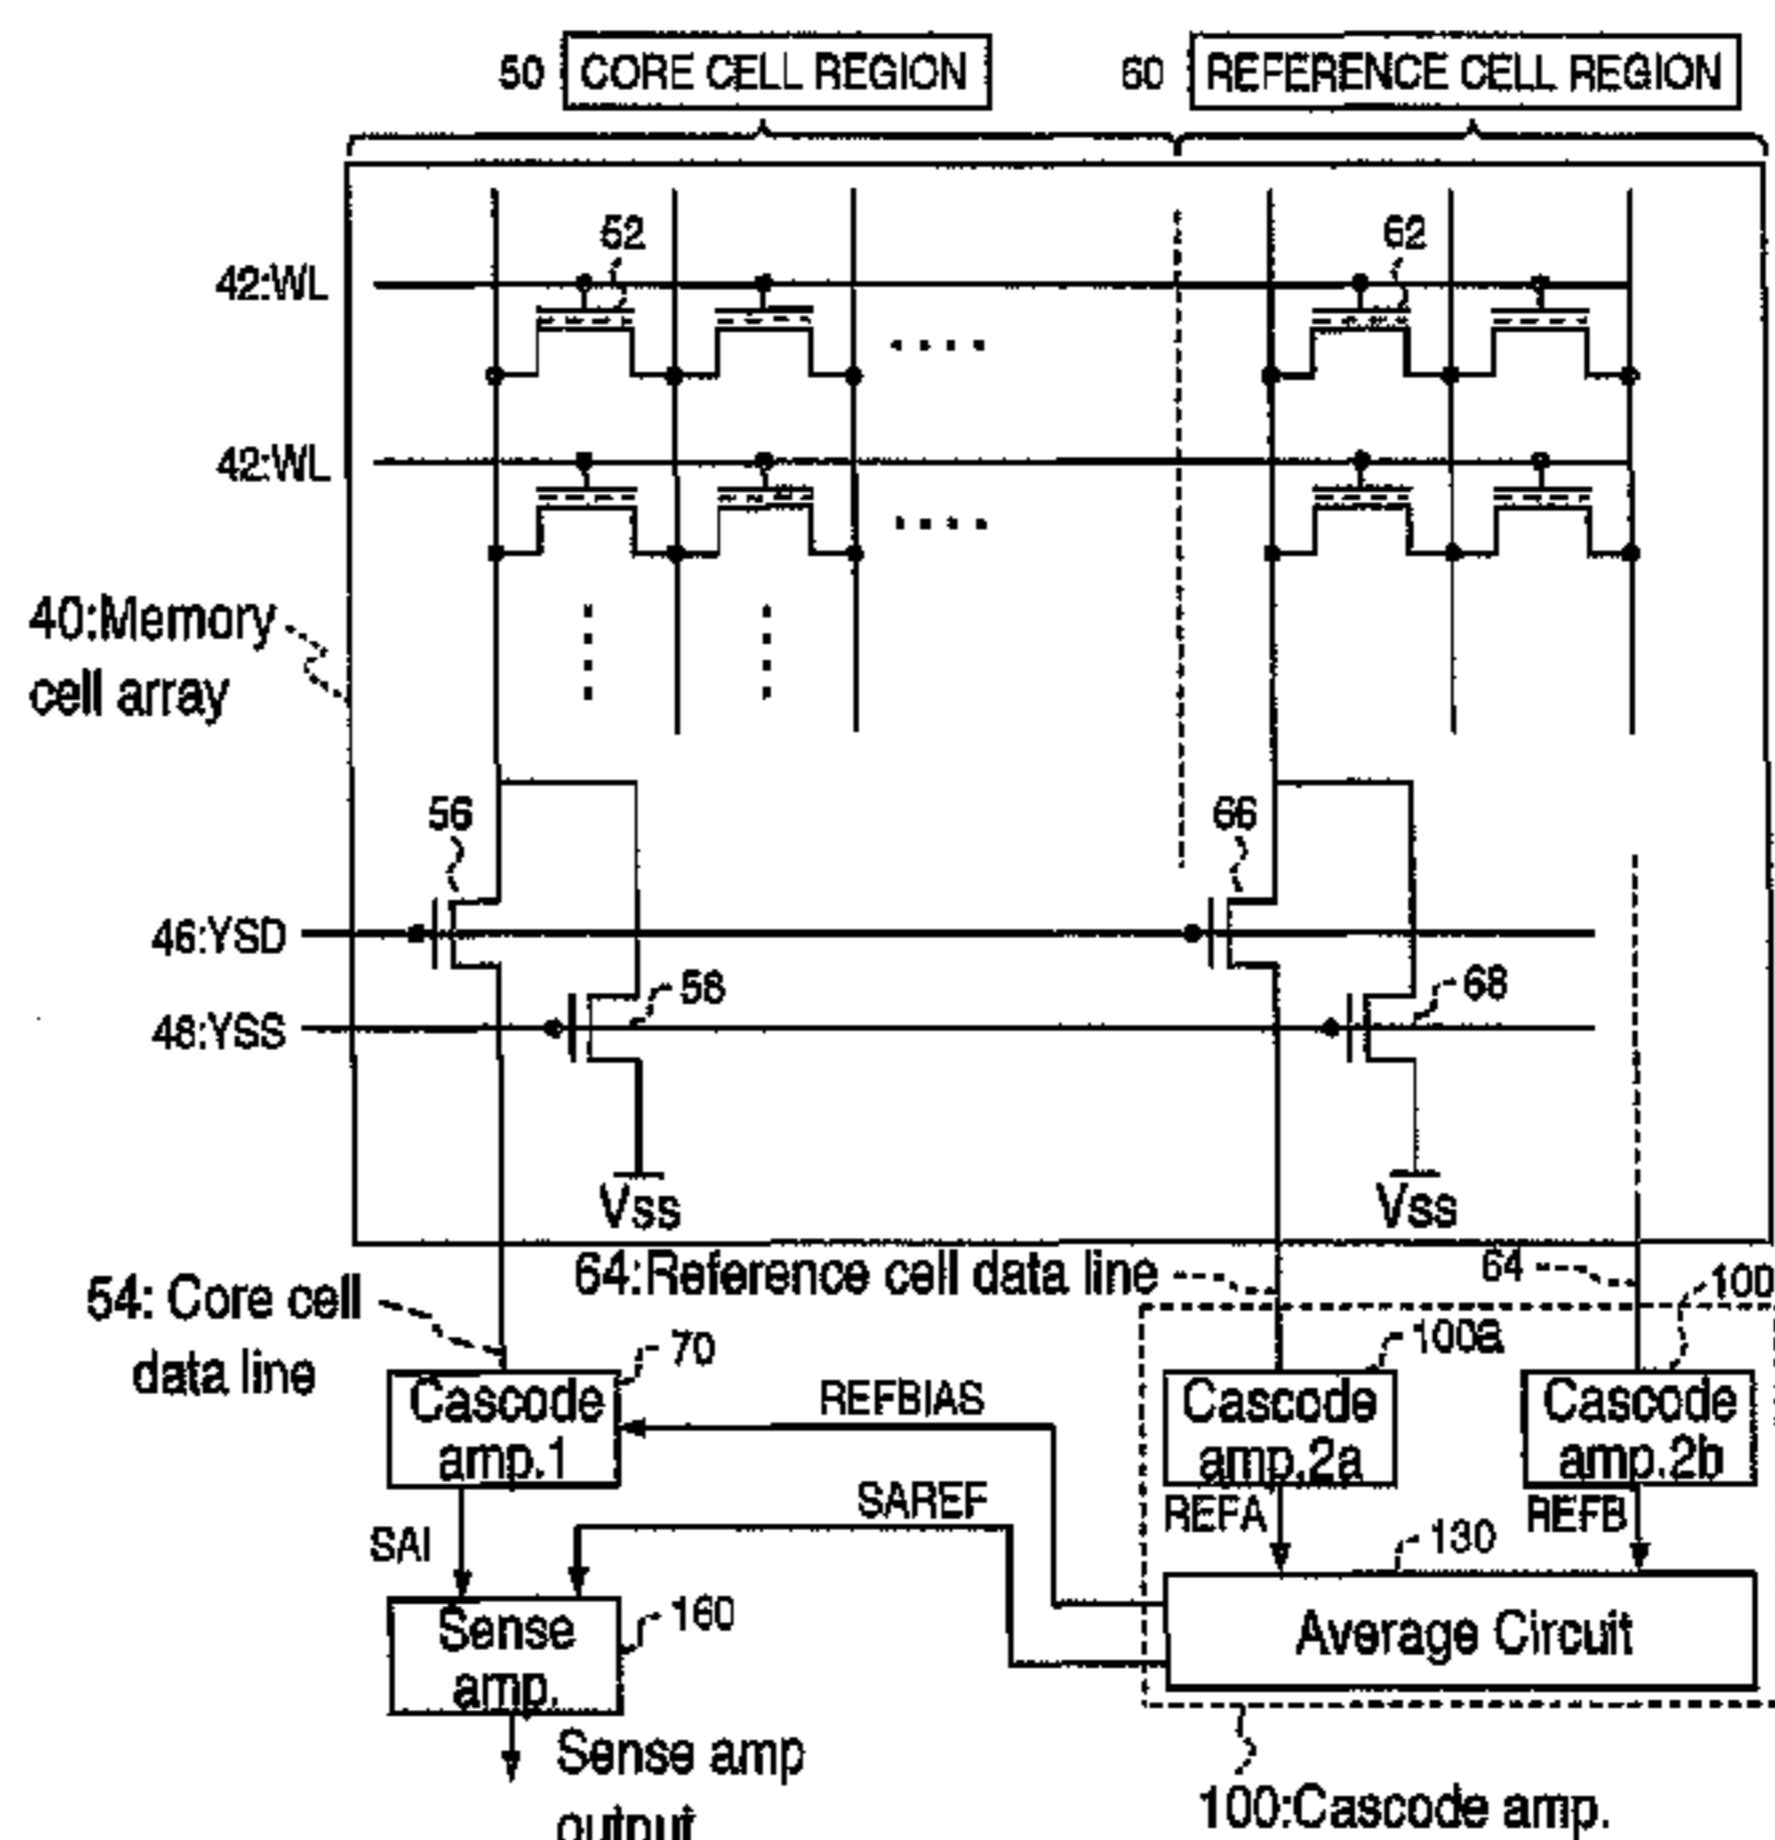 50 CORE CELL REGION
60 REFERENCE CELL REGION
52
62
42:WL
42:WL
40:Memory
cell array
56
66
46:YSD
58
68
48:YSS
Vss
Vss
64:Reference cell data line
64
100
54: Core cell
data line
70
100a
Cascode
amp.1
REFBIAS
Cascode
amp.2a
Cascode
amp.2b
SAREF
REFA
REFB
SAI
130
160
Sense
amp.
Average Circuit
Sense amp
output
100:Cascode amp.